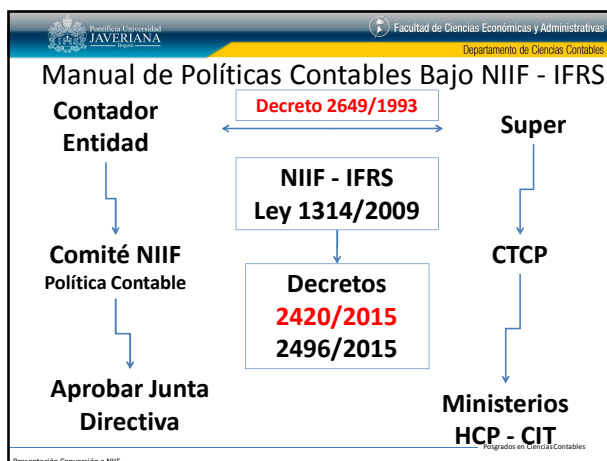 Pontificia Universidad
JAVERIANA
Bogotá
Facultad de Ciencias Económicas y Administrativas
Departamento de Ciencias Contables
Manual de Políticas Contables Bajo NIIF - IFRS
Contador
Entidad
Decreto 2649/1993
Super
NIIF - IFRS
Ley 1314/2009
Comité NIIF
Política Contable
CTCP
Decretos
2420/2015
2496/2015
Aprobar Junta
Directiva
Ministerios
HCP - CIT
Posgrados en Ciencias Contables
Presentación Conversión a NIIF